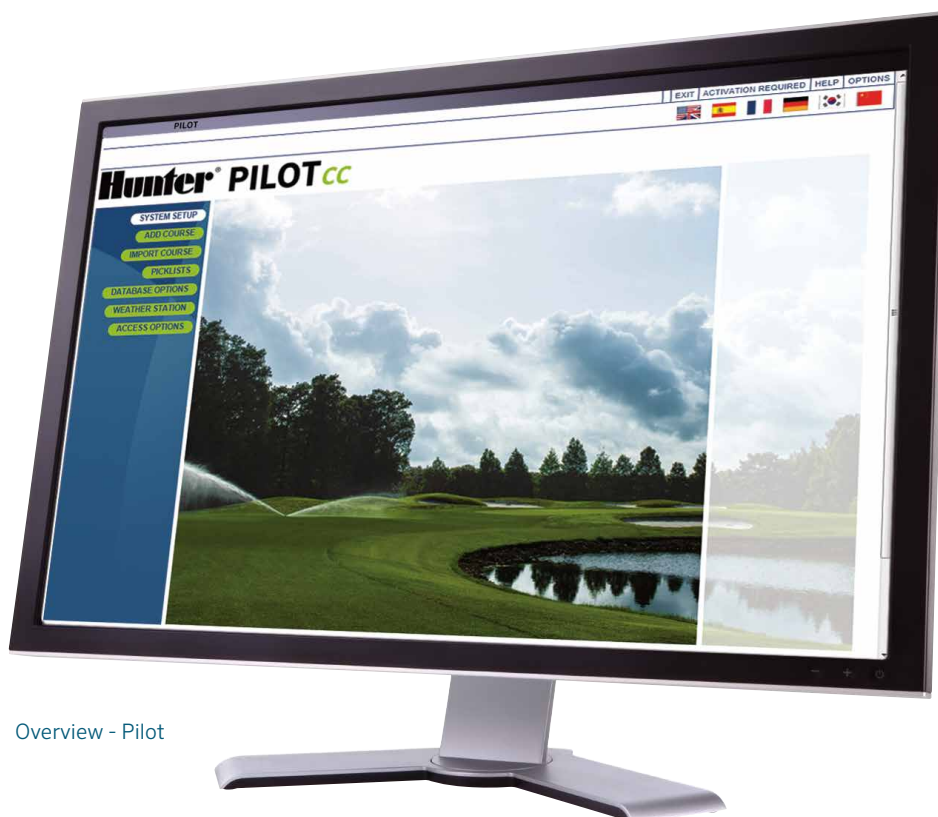 PILOT
EXIT ACTIVATION REQUIRED HELP OPTIONS
Hunter® PILOT CC
SYSTEM SETUP
ADD COURSE
IMPORT COURSE
PICKLISTS
DATABASE OPTIONS
WEATHER STATION
ACCESS OPTIONS
Overview - Pilot